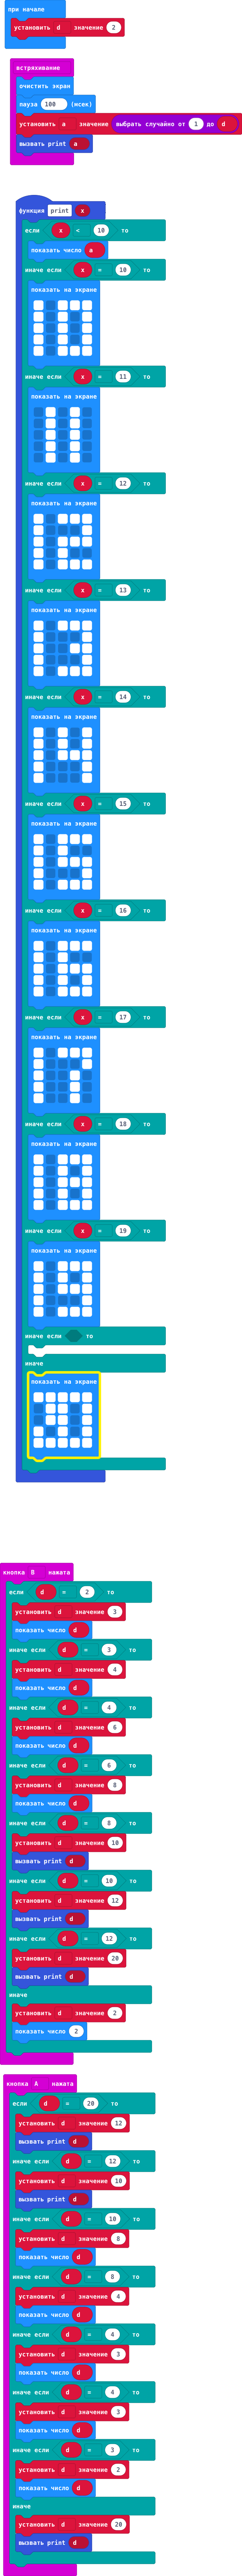 при начале
установить d значение 2
встряхивание
очистить экран
пауза 100 (мсек)
установить a значение выбрать случайно от 1 до d
вызвать print a
функция print x
если x < 10 то
показать число a
иначе если x = 10 то
показать на экране
иначе если x = 11 то
показать на экране
иначе если x = 12 то
показать на экране
иначе если x = 13 то
показать на экране
иначе если x = 14 то
показать на экране
иначе если x = 15 то
показать на экране
иначе если x = 16 то
показать на экране
иначе если x = 17 то
показать на экране
иначе если x = 18 то
показать на экране
иначе если x = 19 то
показать на экране
иначе если то
иначе
показать на экране
кнопка B нажата
если d = 2 то
установить d значение 3
показать число d
иначе если d = 3 то
установить d значение 4
показать число d
иначе если d = 4 то
установить d значение 6
показать число d
иначе если d = 6 то
установить d значение 8
показать число d
иначе если d = 8 то
установить d значение 10
вызвать print d
иначе если d = 10 то
установить d значение 12
вызвать print d
иначе если d = 12 то
установить d значение 20
вызвать print d
иначе
установить d значение 2
показать число 2
кнопка A нажата
если d = 20 то
установить d значение 12
вызвать print d
иначе если d = 12 то
установить d значение 10
вызвать print d
иначе если d = 10 то
установить d значение 8
показать число d
иначе если d = 8 то
установить d значение 4
показать число d
иначе если d = 4 то
установить d значение 3
показать число d
иначе если d = 4 то
установить d значение 3
показать число d
иначе если d = 3 то
установить d значение 2
показать число d
иначе
установить d значение 20
вызвать print d